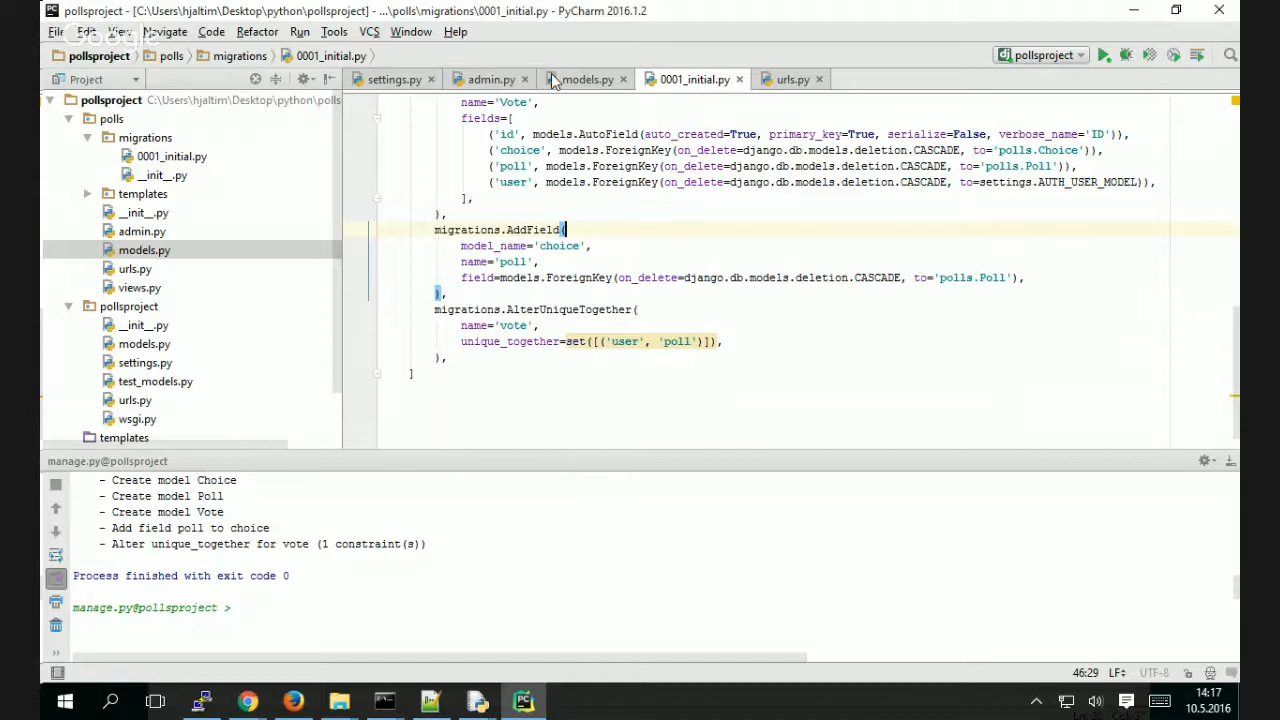 pollsproject - [C:\Users\hjaltim\Desktop\python\pollsproject] - ...\polls\migrations\0001_initial.py - PyCharm 2016.1.2
Google
File Edit View Navigate Code Refactor Run Tools VCS Window Help
pollsproject polls migrations 0001_initial.py pollsproject
Project settings.py admin.py models.py 0001_initial.py urls.py
pollsproject C:\Users\hjaltim\Desktop\python\polls
polls
migrations
0001_initial.py
__init__.py
templates
__init__.py
admin.py
models.py
urls.py
views.py
pollsproject
__init__.py
models.py
settings.py
test_models.py
urls.py
wsgi.py
templates
name='Vote',
fields=[
('id', models.AutoField(auto_created=True, primary_key=True, serialize=False, verbose_name='ID')),
('choice', models.ForeignKey(on_delete=django.db.models.deletion.CASCADE, to='polls.Choice')),
('poll', models.ForeignKey(on_delete=django.db.models.deletion.CASCADE, to='polls.Poll')),
('user', models.ForeignKey(on_delete=django.db.models.deletion.CASCADE, to=settings.AUTH_USER_MODEL)),
],
),
migrations.AddField(
model_name='choice',
name='poll',
field=models.ForeignKey(on_delete=django.db.models.deletion.CASCADE, to='polls.Poll'),
),
migrations.AlterUniqueTogether(
name='vote',
unique_together=set([('user', 'poll')]),
),
]
manage.py@pollsproject
- Create model Choice
- Create model Poll
- Create model Vote
- Add field poll to choice
- Alter unique_together for vote (1 constraint(s))
Process finished with exit code 0
manage.py@pollsproject >
46:29 LF UTF-8
14:17
10.5.2016